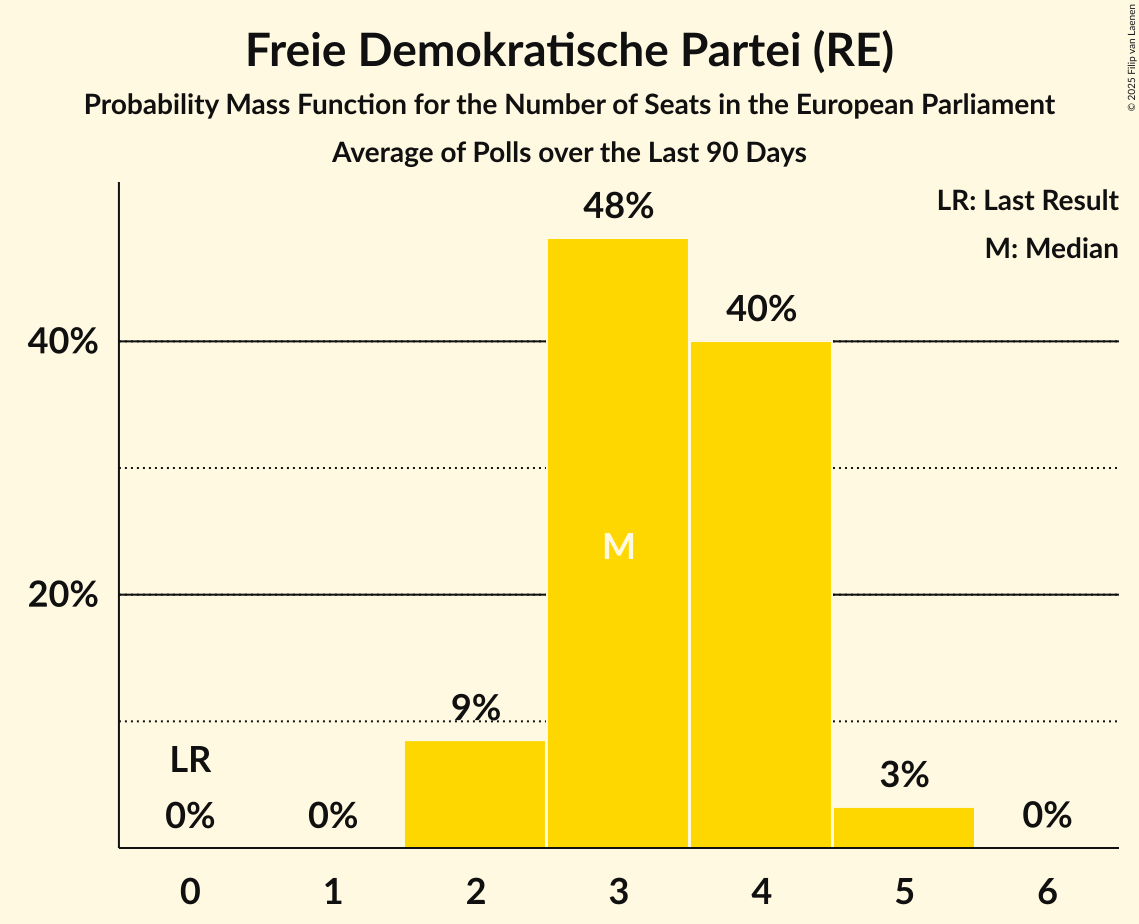 Freie Demokratische Partei (RE)
Probability Mass Function for the Number of Seats in the European Parliament
Average of Polls over the Last 90 Days
© 2025 Filip van Laenen
LR: Last Result
M: Median
48%
40%
40%
M
20%
9%
LR
3%
0%
0%
0%
0 1 2 3 4 5 6